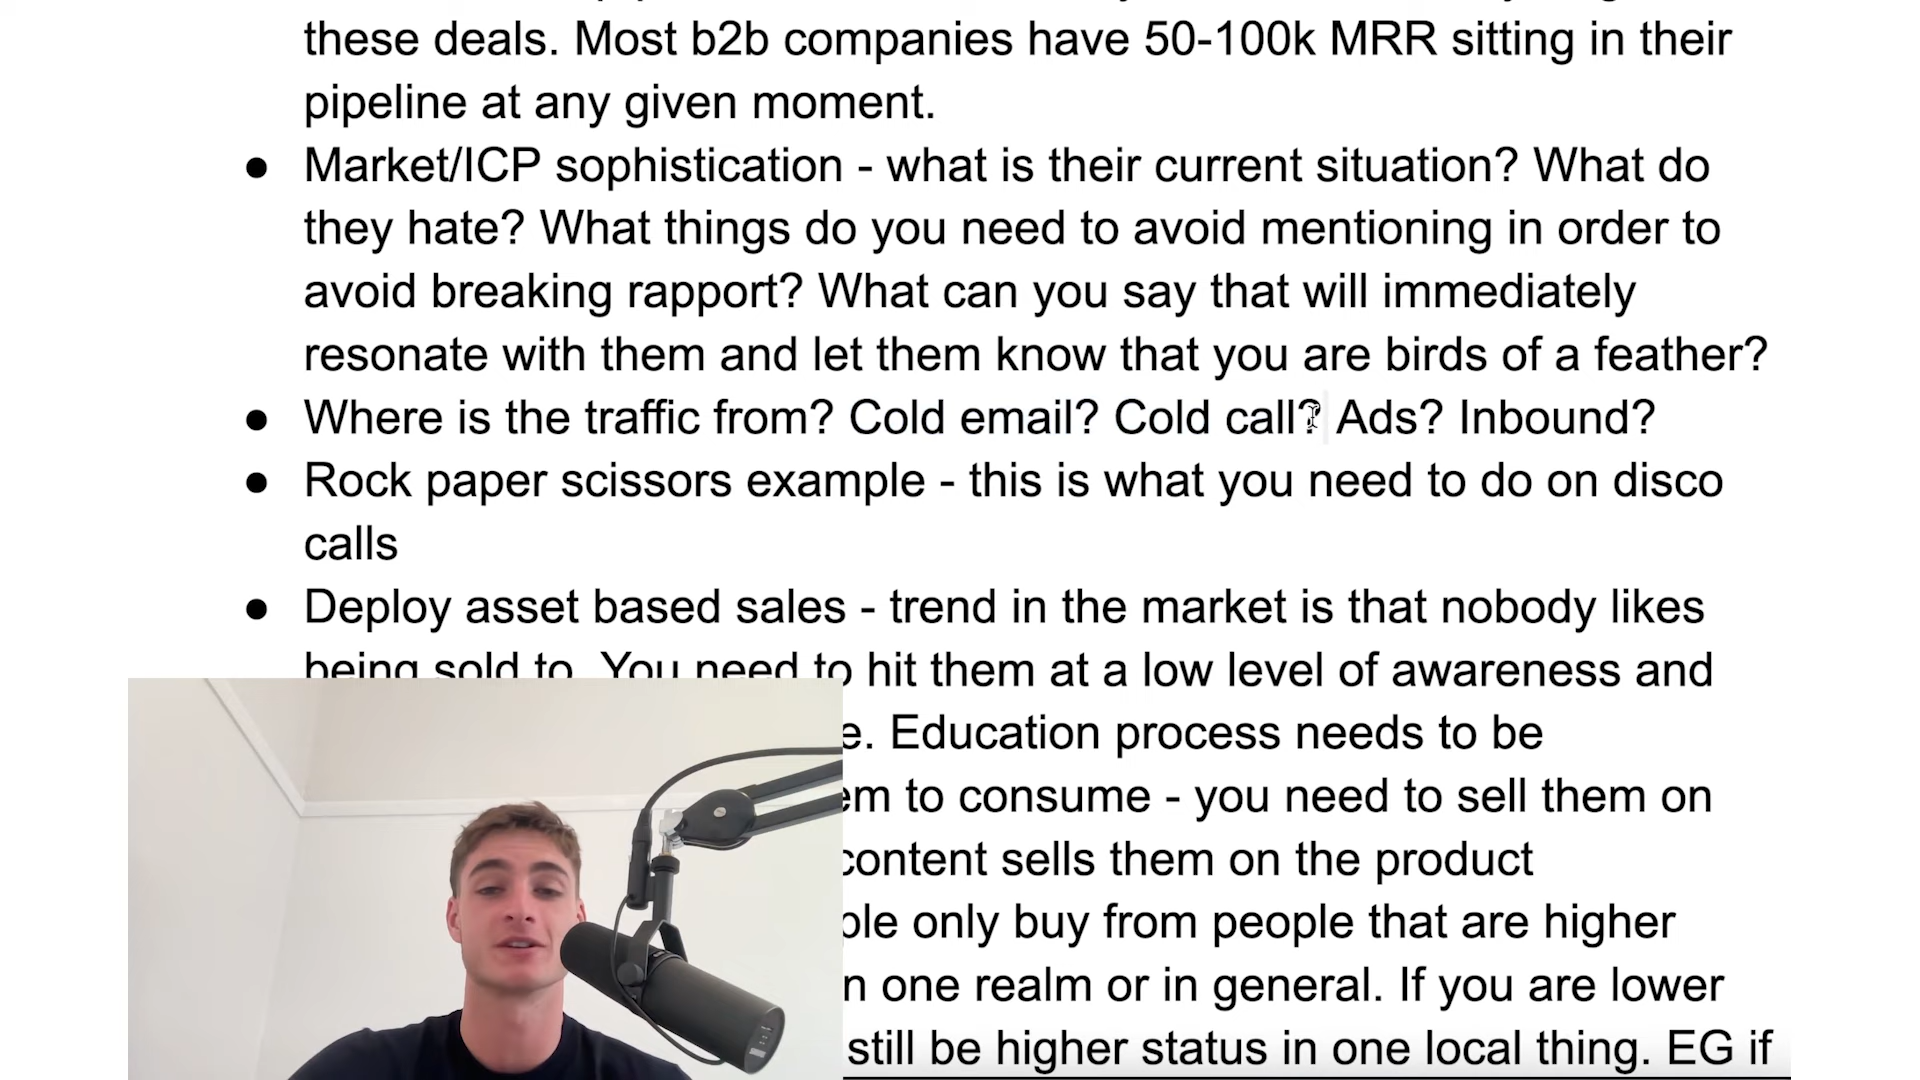 these deals. Most b2b companies have 50-100k MRR sitting in their
pipeline at any given moment.
● Market/ICP sophistication - what is their current situation? What do
they hate? What things do you need to avoid mentioning in order to
avoid breaking rapport? What can you say that will immediately
resonate with them and let them know that you are birds of a feather?
● Where is the traffic from? Cold email? Cold call? Ads? Inbound?
● Rock paper scissors example - this is what you need to do on disco
calls
● Deploy asset based sales - trend in the market is that nobody likes
being sold to. You need to hit them at a low level of awareness and
e. Education process needs to be
em to consume - you need to sell them on
content sells them on the product
ple only buy from people that are higher
n one realm or in general. If you are lower
still be higher status in one local thing. EG if